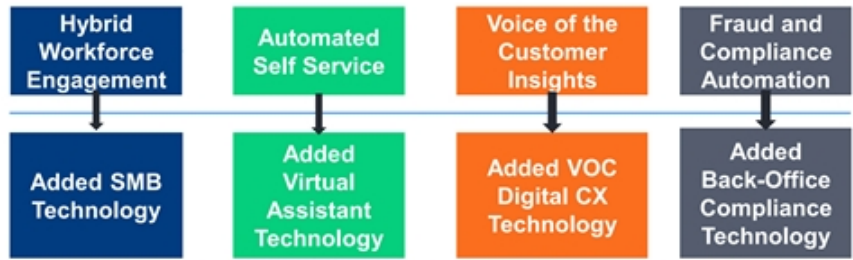 Hybrid
Workforce
Engagement
Automated
Self Service
Voice of the
Customer
Insights
Fraud and
Compliance
Automation
Added SMB
Technology
Added
Virtual
Assistant
Technology
Added VOC
Digital CX
Technology
Added
Back-Office
Compliance
Technology